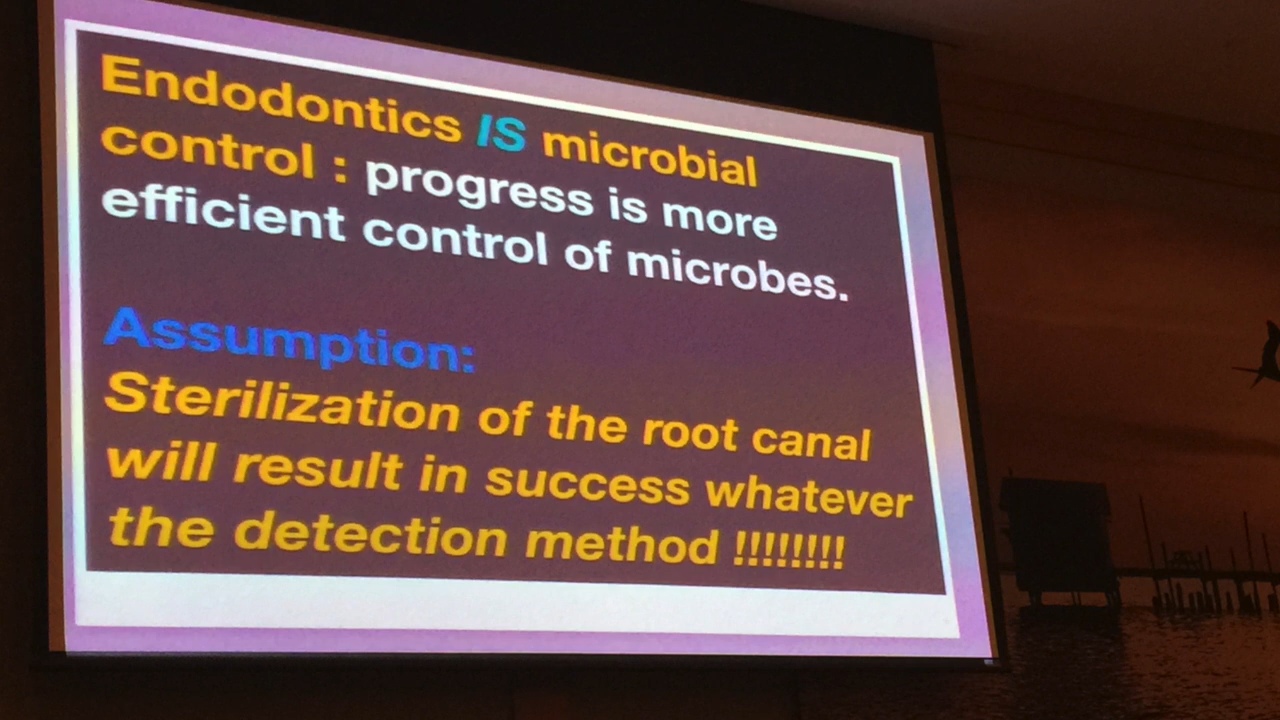 Endodontics IS microbial
control : progress is more
efficient control of microbes.
Assumption:
Sterilization of the root canal
will result in success whatever
the detection method !!!!!!!!